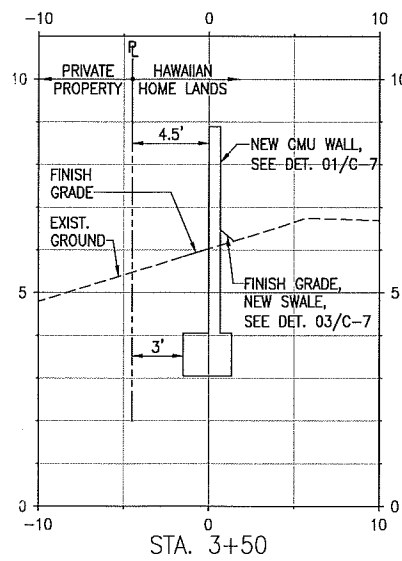 -10 0 10
PL
PRIVATE PROPERTY
HAWAIIAN HOME LANDS
10 10
4.5'
NEW CMU WALL,
SEE DET. 01/C-7
FINISH
GRADE
EXIST.
GROUND
5 5
FINISH GRADE,
NEW SWALE,
SEE DET. 03/C-7
3'
0 0
-10 0 10
STA. 3+50